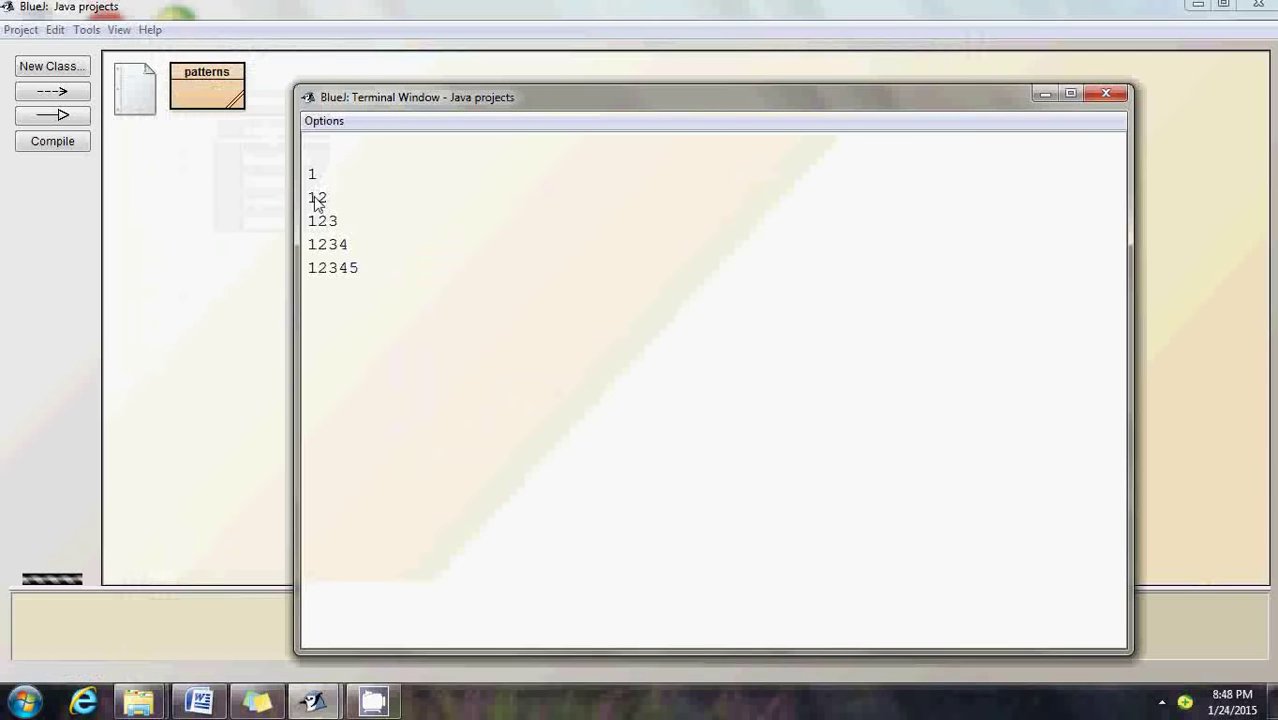 BlueJ: Java projects
Project Edit Tools View Help
New Class...
Compile
patterns
BlueJ: Terminal Window - Java projects
Options
1
12
123
1234
12345
8:48 PM
1/24/2015